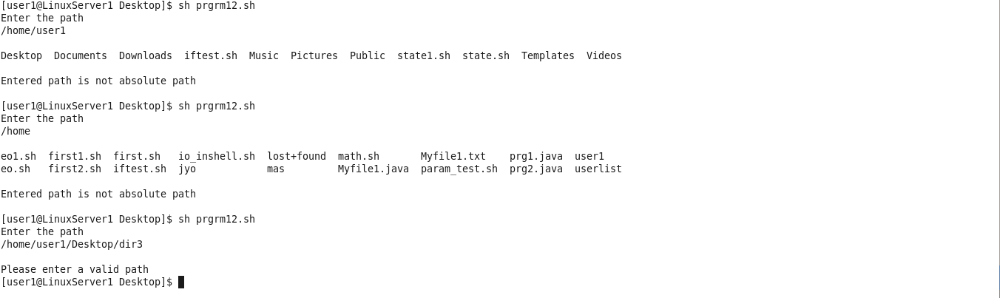 [user1@LinuxServer1 Desktop]$ sh prgrm12.sh
Enter the path
/home/user1
Desktop  Documents  Downloads  iftest.sh  Music  Pictures  Public  state1.sh  state.sh  Templates  Videos
Entered path is not absolute path
[user1@LinuxServer1 Desktop]$ sh prgrm12.sh
Enter the path
/home
eo1.sh  first1.sh  first.sh   io_inshell.sh  lost+found  math.sh       Myfile1.txt    prg1.java  user1
eo.sh   first2.sh  iftest.sh  jyo            mas         Myfile1.java  param_test.sh  prg2.java  userlist
Entered path is not absolute path
[user1@LinuxServer1 Desktop]$ sh prgrm12.sh
Enter the path
/home/user1/Desktop/dir3
Please enter a valid path
[user1@LinuxServer1 Desktop]$